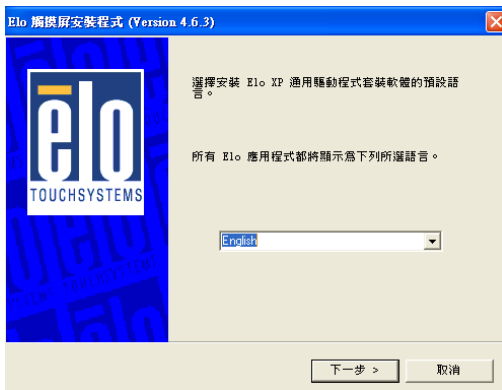 Elo 觸摸屏安裝程式 (Version 4.6.3)
選擇安裝 Elo XP 通用驅動程式套裝軟體的預設語
言。
所有 Elo 應用程式都將顯示為下列所選語言。
ēlo
TOUCHSYSTEMS
English
下一步 >
取消